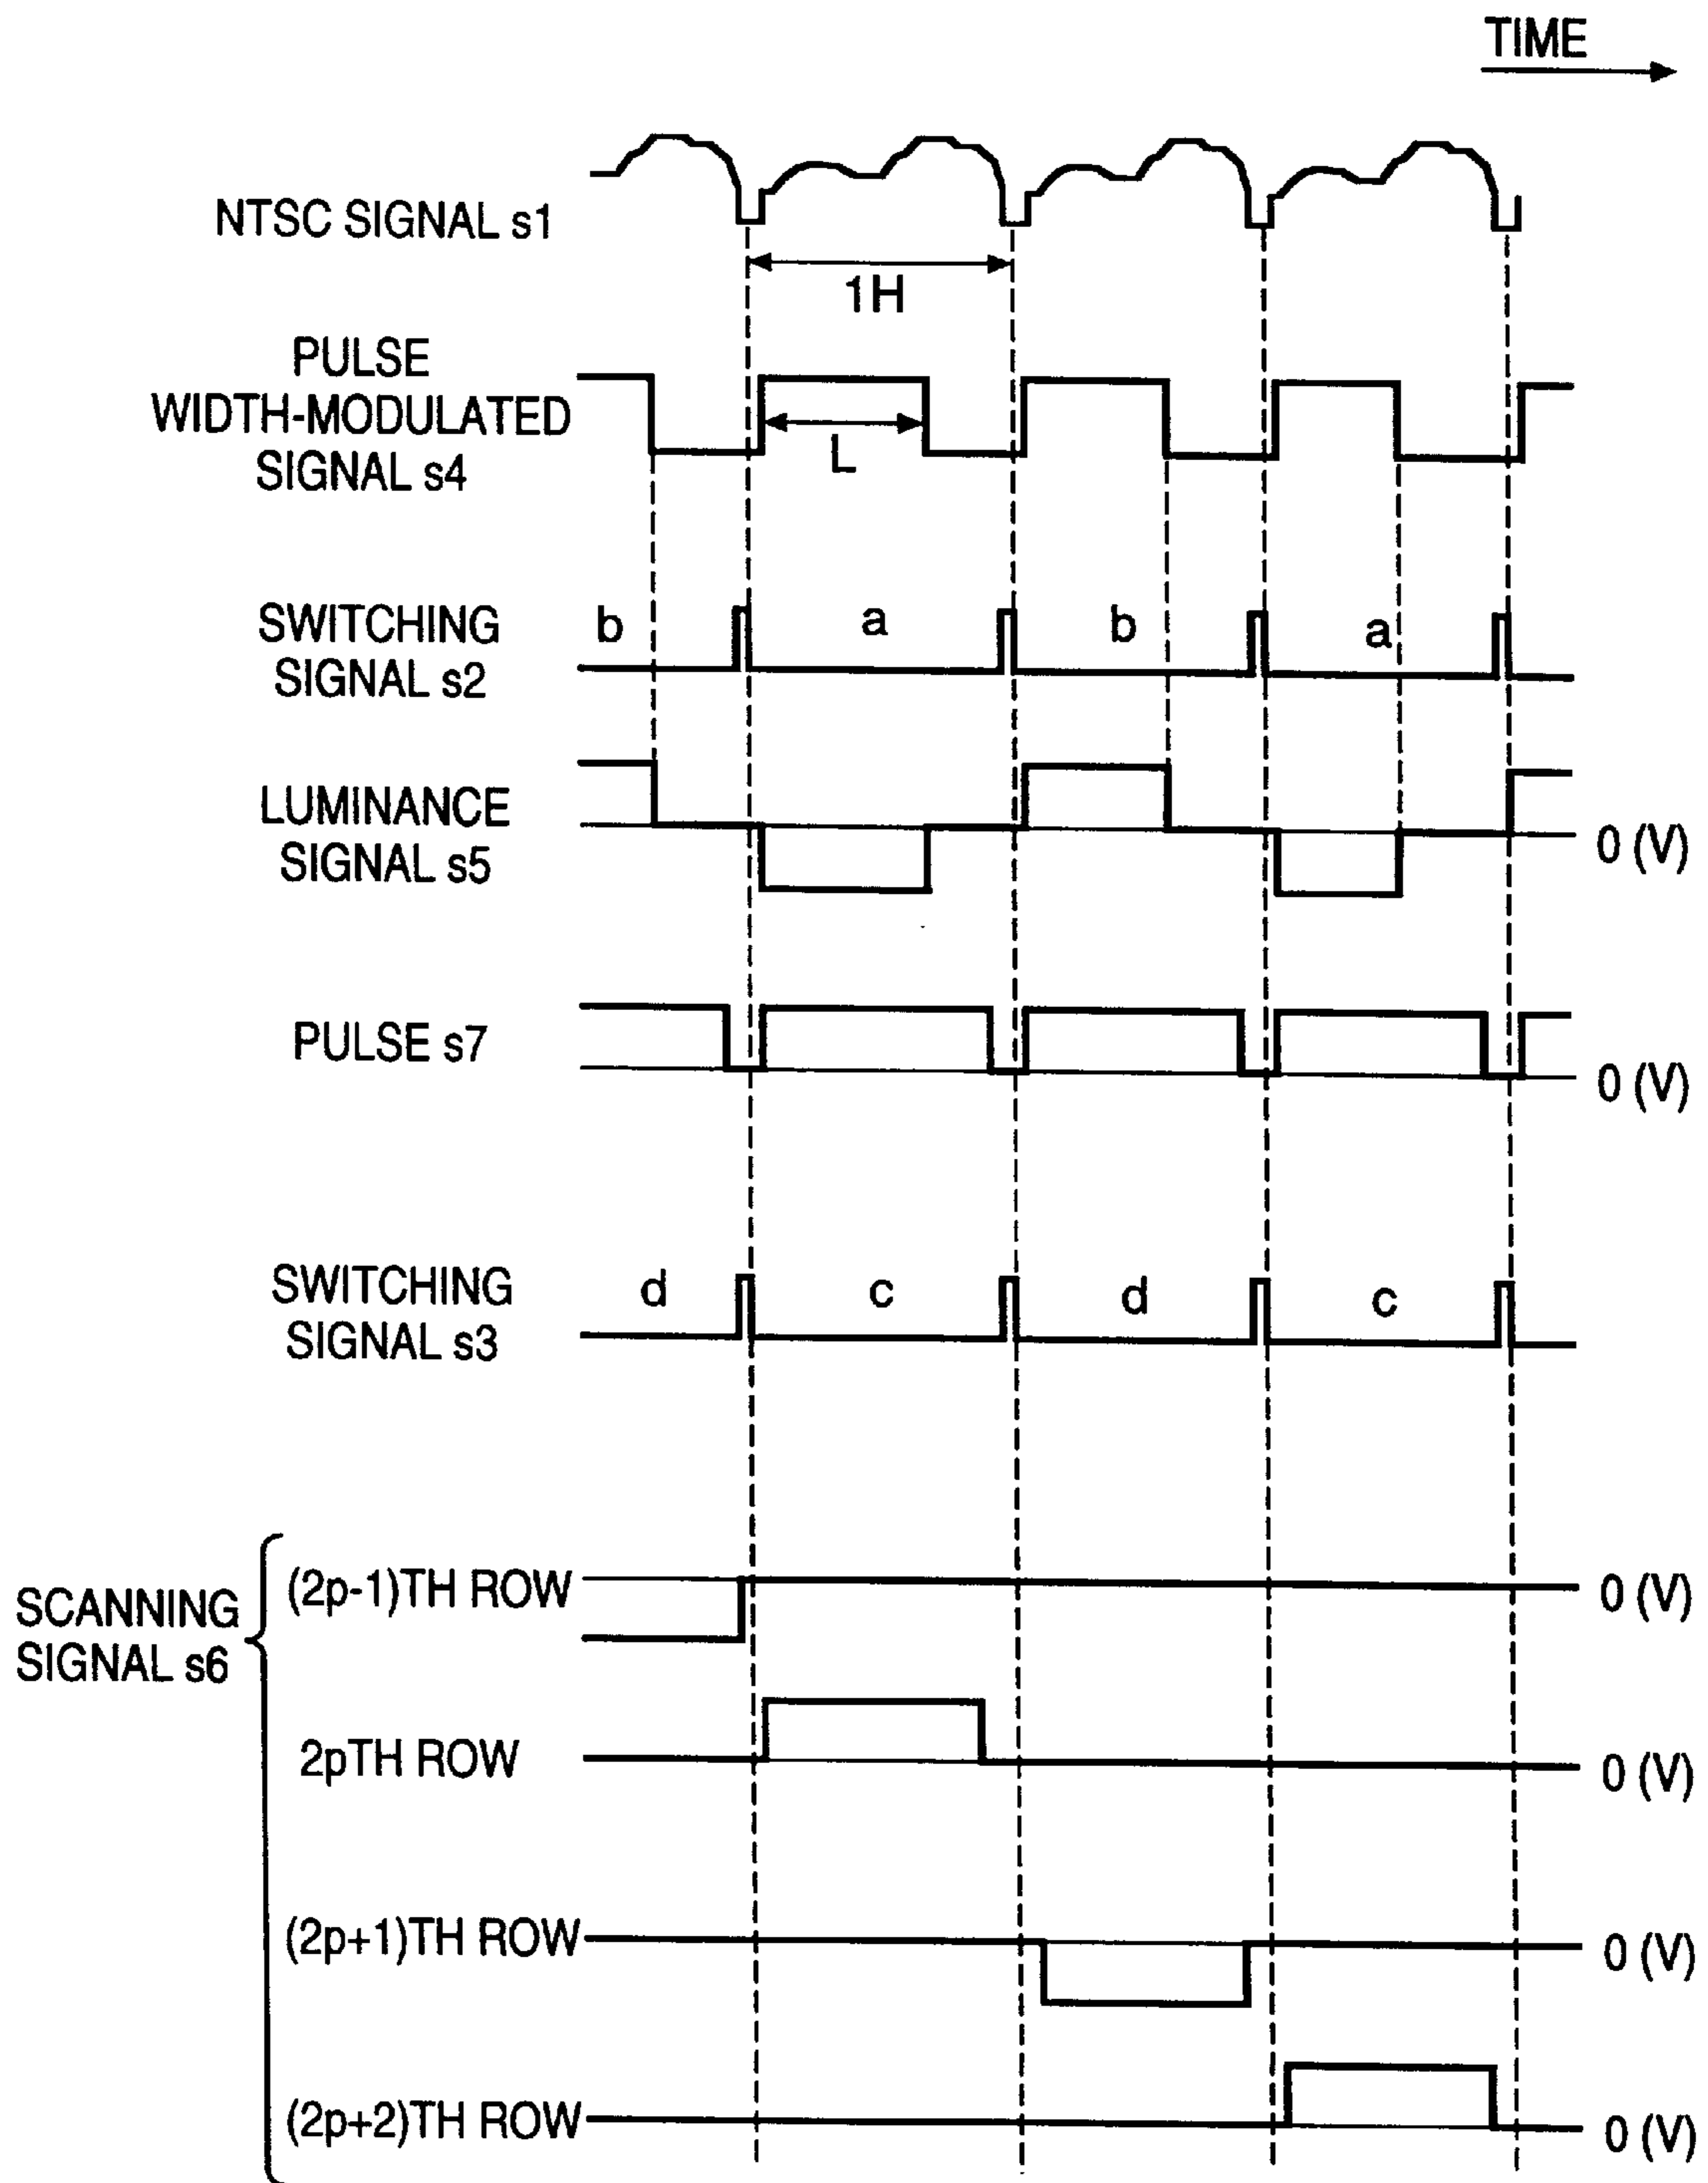 TIME
NTSC SIGNAL s1
1H
PULSE
WIDTH-MODULATED
SIGNAL s4
L
SWITCHING
SIGNAL s2
b a b a
LUMINANCE
SIGNAL s5
0 (V)
PULSE s7
0 (V)
SWITCHING
SIGNAL s3
d c d c
SCANNING
SIGNAL s6
(2p-1)TH ROW
0 (V)
2pTH ROW
0 (V)
(2p+1)TH ROW
0 (V)
(2p+2)TH ROW
0 (V)